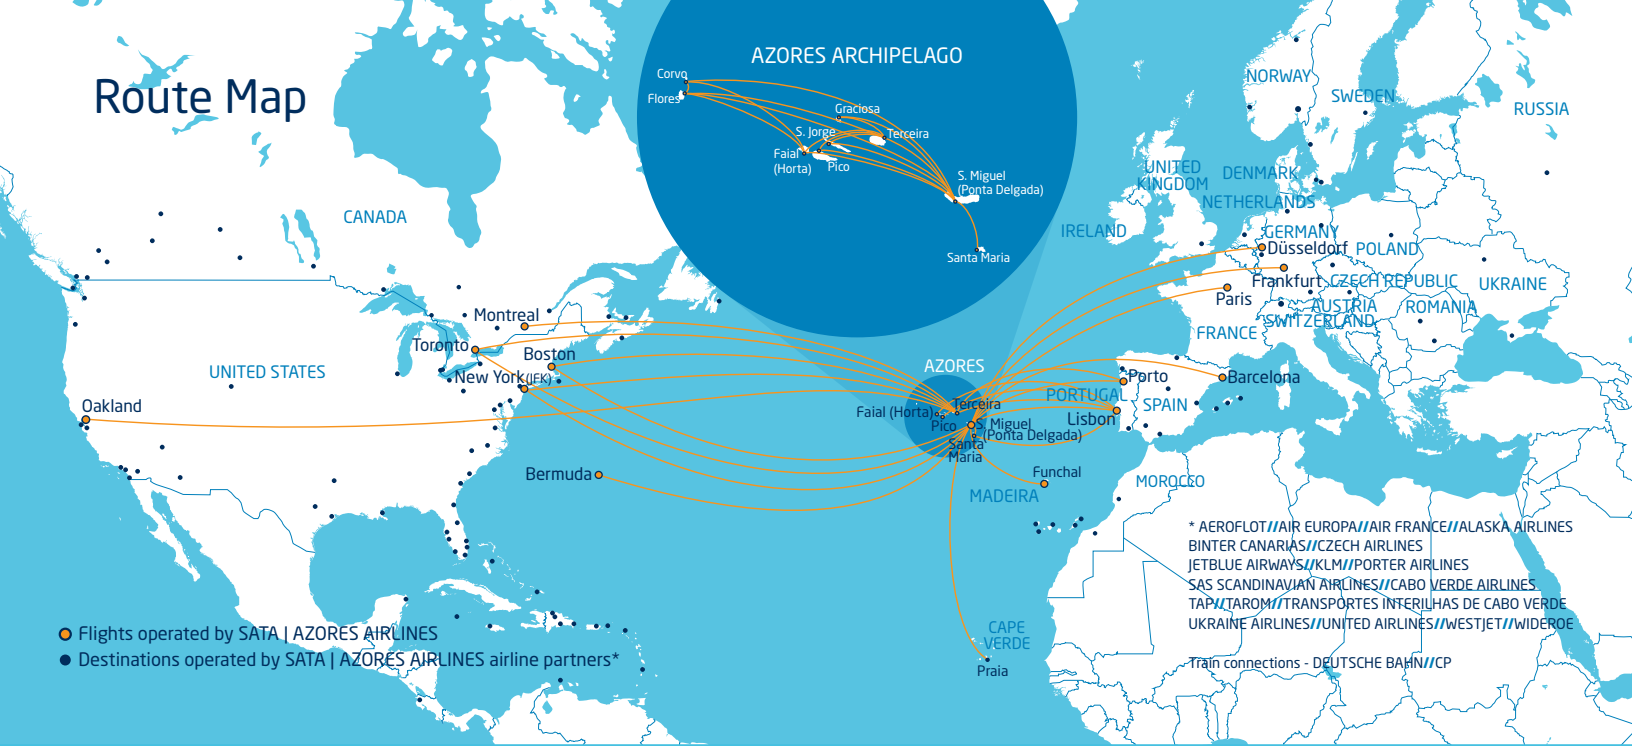 AZORES ARCHIPELAGO
Corvo
Flores
Graciosa
S. Jorge
Terceira
Faial
(Horta)
Pico
S. Miguel
(Ponta Delgada)
Santa Maria
Route Map
NORWAY
SWEDEN
RUSSIA
UNITED
KINGDOM
DENMARK
NETHERLANDS
IRELAND
GERMANY
Düsseldorf
POLAND
Frankfurt
CZECH REPUBLIC
UKRAINE
Paris
AUSTRIA
ROMANIA
SWITZERLAND
FRANCE
CANADA
Montreal
Toronto
Boston
New York (JFK)
UNITED STATES
Oakland
Bermuda
AZORES
Terceira
Faial (Horta)
Pico
S. Miguel
(Ponta Delgada)
Santa
Maria
Porto
Barcelona
PORTUGAL
SPAIN
Lisbon
Funchal
MADEIRA
MOROCCO
CAPE
VERDE
Praia
* AEROFLOT//AIR EUROPA//AIR FRANCE//ALASKA AIRLINES
BINTER CANARIAS//CZECH AIRLINES
JETBLUE AIRWAYS//KLM//PORTER AIRLINES
SAS SCANDINAVIAN AIRLINES//CABO VERDE AIRLINES
TAP//TAROM//TRANSPORTES INTERILHAS DE CABO VERDE
UKRAINE AIRLINES//UNITED AIRLINES//WESTJET//WIDEROE
Train connections - DEUTSCHE BAHN//CP
Flights operated by SATA | AZORES AIRLINES
Destinations operated by SATA | AZORES AIRLINES airline partners*